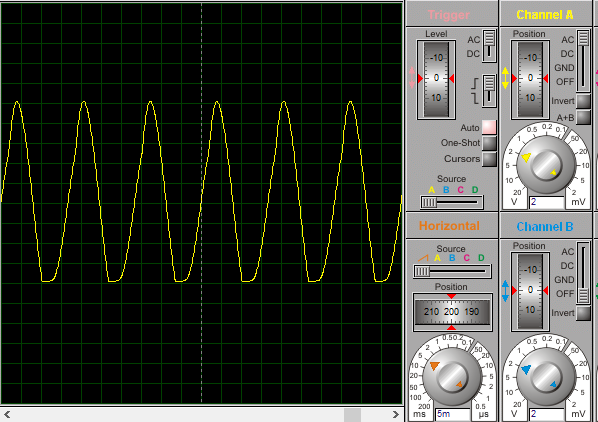 Trigger
Level
-10
0
10
AC
DC
Auto
One-Shot
Cursors
Source
A B C D
Channel A
Position
-10
0
10
AC
DC
GND
OFF
Invert
A+B
0.5 0.2 0.1
1
2
5
10
20
50
20
10
5
2
V
2
mV
Horizontal
Source
A B C D
Position
210 200 190
1 0.5
2
5
10
20
50
100
200
200
100
50
20
10
5
2
1
0.5
ms
5m
µs
Channel B
Position
-10
0
10
AC
DC
GND
OFF
Invert
0.5 0.2 0.1
1
2
5
10
20
50
20
10
5
2
V
2
mV